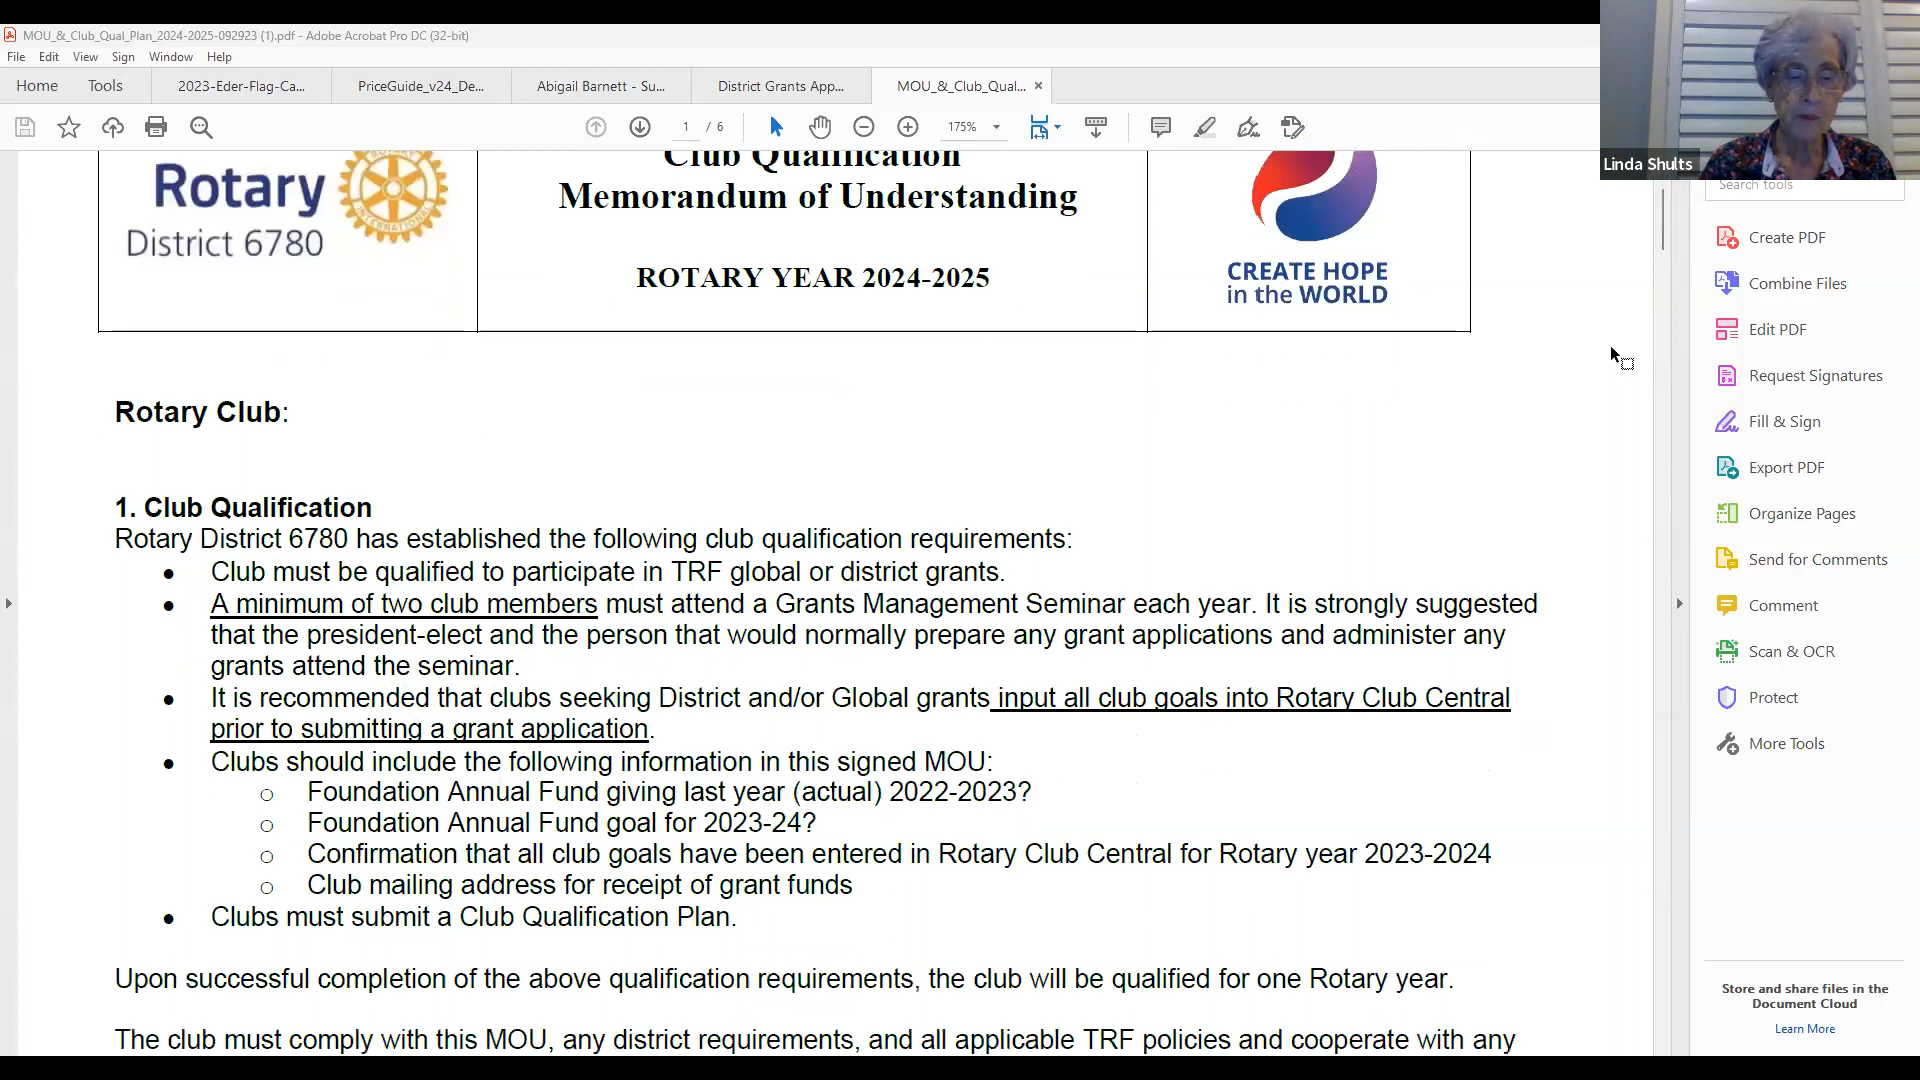 MOU_&_Club_Qual_Plan_2024-2025-092923 (1).pdf - Adobe Acrobat Pro DC (32-bit)
File Edit View Sign Window Help
Home Tools 2023-Eder-Flag-Ca... PriceGuide_v24_De... Abigail Barnett - Su... District Grants App... MOU_&_Club_Qual... ×
1 / 6 175%
Linda Shults
Search tools
Rotary
District 6780
ROTARY
INTERNATIONAL
Club Qualification
Memorandum of Understanding
ROTARY YEAR 2024-2025
CREATE HOPE
in the WORLD
Rotary Club:
1. Club Qualification
Rotary District 6780 has established the following club qualification requirements:
• Club must be qualified to participate in TRF global or district grants.
• A minimum of two club members must attend a Grants Management Seminar each year. It is strongly suggested
that the president-elect and the person that would normally prepare any grant applications and administer any
grants attend the seminar.
• It is recommended that clubs seeking District and/or Global grants input all club goals into Rotary Club Central
prior to submitting a grant application.
• Clubs should include the following information in this signed MOU:
o Foundation Annual Fund giving last year (actual) 2022-2023?
o Foundation Annual Fund goal for 2023-24?
o Confirmation that all club goals have been entered in Rotary Club Central for Rotary year 2023-2024
o Club mailing address for receipt of grant funds
• Clubs must submit a Club Qualification Plan.
Upon successful completion of the above qualification requirements, the club will be qualified for one Rotary year.
The club must comply with this MOU, any district requirements, and all applicable TRF policies and cooperate with any
Create PDF
Combine Files
Edit PDF
Request Signatures
Fill & Sign
Export PDF
Organize Pages
Send for Comments
Comment
Scan & OCR
Protect
More Tools
Store and share files in the
Document Cloud
Learn More